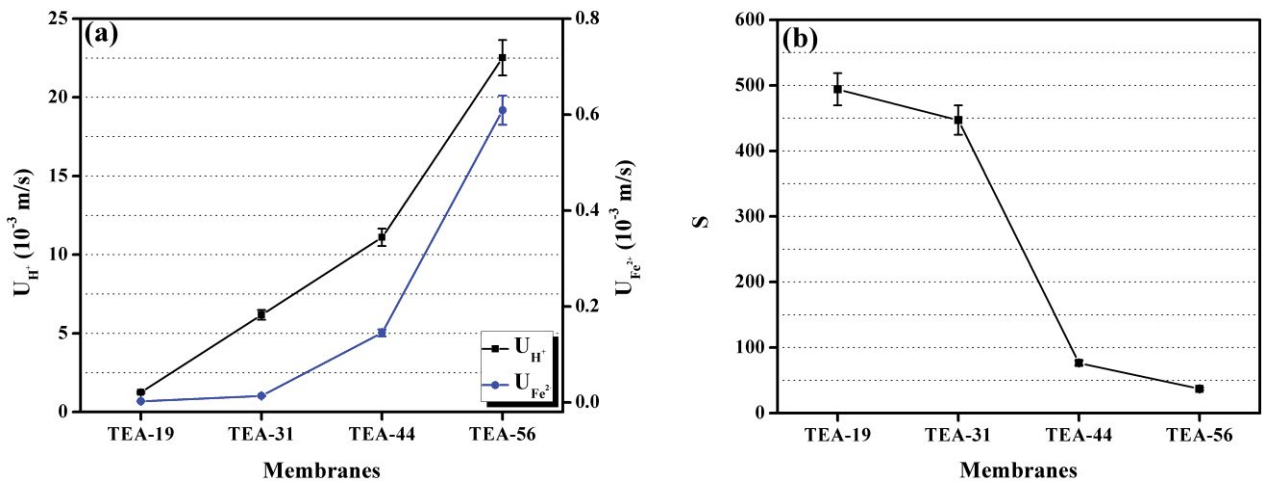 (a)
25
20
15
10
5
0
U_H⁺ (10⁻³ m/s)
0.8
0.6
0.4
0.2
0.0
U_Fe²⁺ (10⁻³ m/s)
U_H⁺
U_Fe²
TEA-19 TEA-31 TEA-44 TEA-56
Membranes
(b)
600
500
400
300
200
100
0
S
TEA-19 TEA-31 TEA-44 TEA-56
Membranes